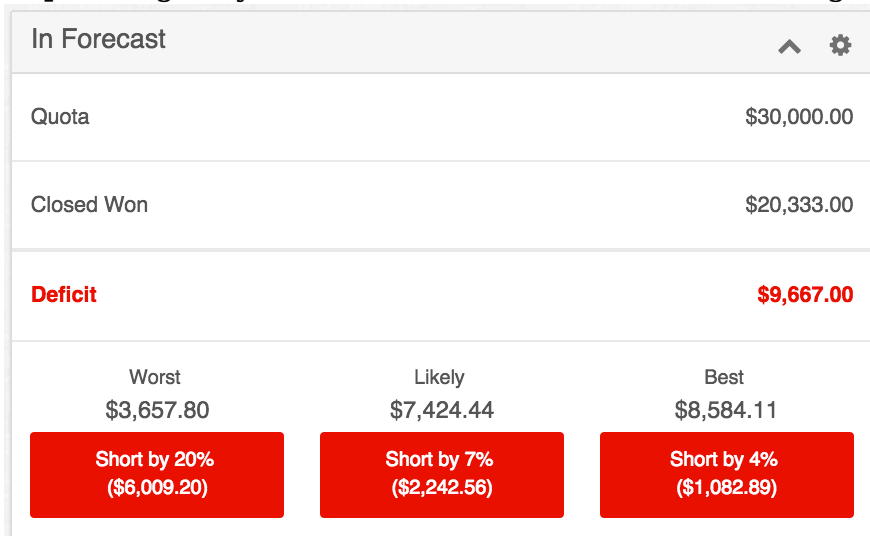 In Forecast
Quota $30,000.00
Closed Won $20,333.00
Deficit $9,667.00
Worst Likely Best
$3,657.80 $7,424.44 $8,584.11
Short by 20% Short by 7% Short by 4%
($6,009.20) ($2,242.56) ($1,082.89)